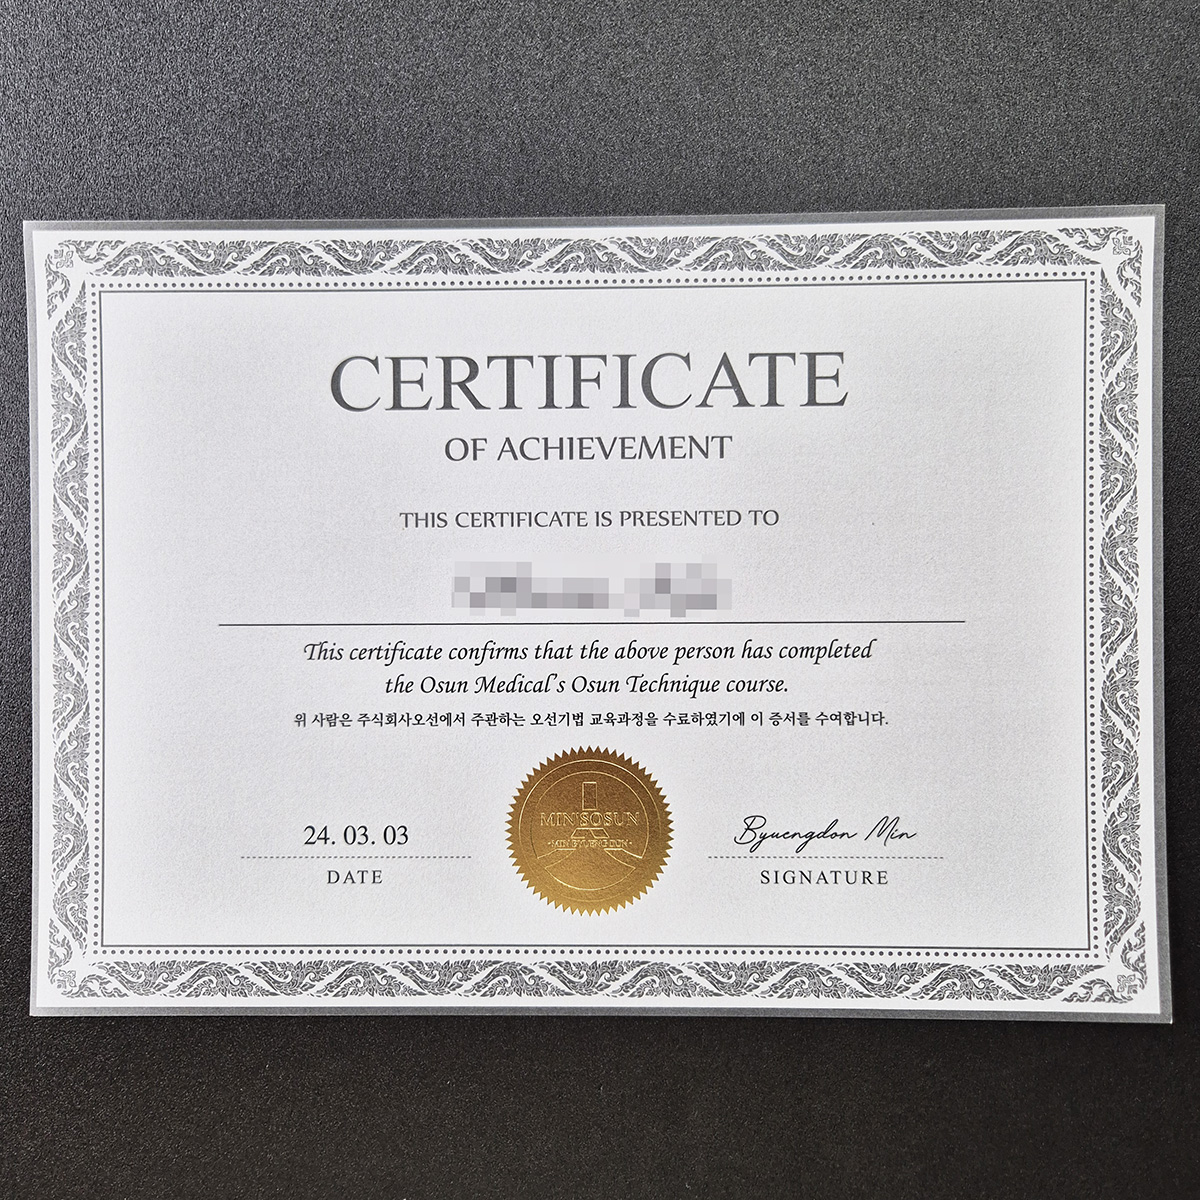 CERTIFICATE
OF ACHIEVEMENT
THIS CERTIFICATE IS PRESENTED TO
This certificate confirms that the above person has completed
the Osun Medical's Osun Technique course.
위 사람은 주식회사오선에서 주관하는 오선기법 교육과정을 수료하였기에 이 증서를 수여합니다.
MIN'SOSUN
24. 03. 03
Byuengdon Min
DATE
SIGNATURE